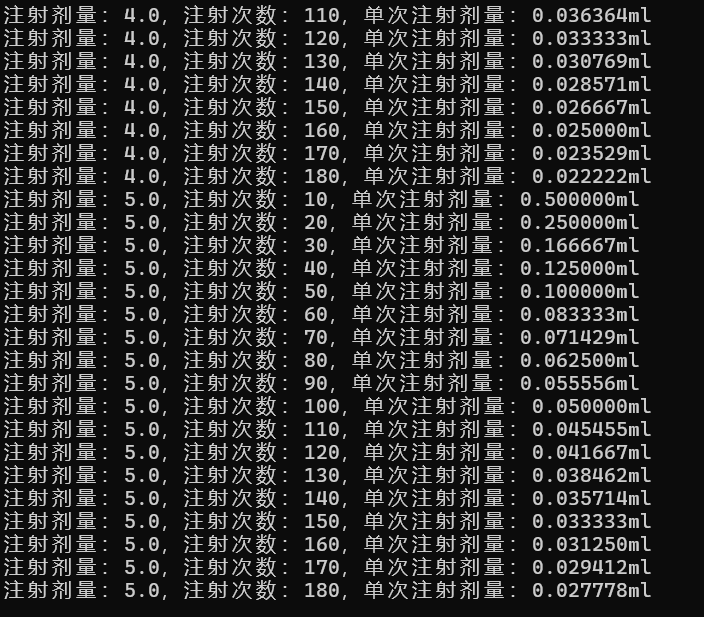 注射剂量: 4.0, 注射次数: 110, 单次注射剂量: 0.036364ml
注射剂量: 4.0, 注射次数: 120, 单次注射剂量: 0.033333ml
注射剂量: 4.0, 注射次数: 130, 单次注射剂量: 0.030769ml
注射剂量: 4.0, 注射次数: 140, 单次注射剂量: 0.028571ml
注射剂量: 4.0, 注射次数: 150, 单次注射剂量: 0.026667ml
注射剂量: 4.0, 注射次数: 160, 单次注射剂量: 0.025000ml
注射剂量: 4.0, 注射次数: 170, 单次注射剂量: 0.023529ml
注射剂量: 4.0, 注射次数: 180, 单次注射剂量: 0.022222ml
注射剂量: 5.0, 注射次数: 10, 单次注射剂量: 0.500000ml
注射剂量: 5.0, 注射次数: 20, 单次注射剂量: 0.250000ml
注射剂量: 5.0, 注射次数: 30, 单次注射剂量: 0.166667ml
注射剂量: 5.0, 注射次数: 40, 单次注射剂量: 0.125000ml
注射剂量: 5.0, 注射次数: 50, 单次注射剂量: 0.100000ml
注射剂量: 5.0, 注射次数: 60, 单次注射剂量: 0.083333ml
注射剂量: 5.0, 注射次数: 70, 单次注射剂量: 0.071429ml
注射剂量: 5.0, 注射次数: 80, 单次注射剂量: 0.062500ml
注射剂量: 5.0, 注射次数: 90, 单次注射剂量: 0.055556ml
注射剂量: 5.0, 注射次数: 100, 单次注射剂量: 0.050000ml
注射剂量: 5.0, 注射次数: 110, 单次注射剂量: 0.045455ml
注射剂量: 5.0, 注射次数: 120, 单次注射剂量: 0.041667ml
注射剂量: 5.0, 注射次数: 130, 单次注射剂量: 0.038462ml
注射剂量: 5.0, 注射次数: 140, 单次注射剂量: 0.035714ml
注射剂量: 5.0, 注射次数: 150, 单次注射剂量: 0.033333ml
注射剂量: 5.0, 注射次数: 160, 单次注射剂量: 0.031250ml
注射剂量: 5.0, 注射次数: 170, 单次注射剂量: 0.029412ml
注射剂量: 5.0, 注射次数: 180, 单次注射剂量: 0.027778ml